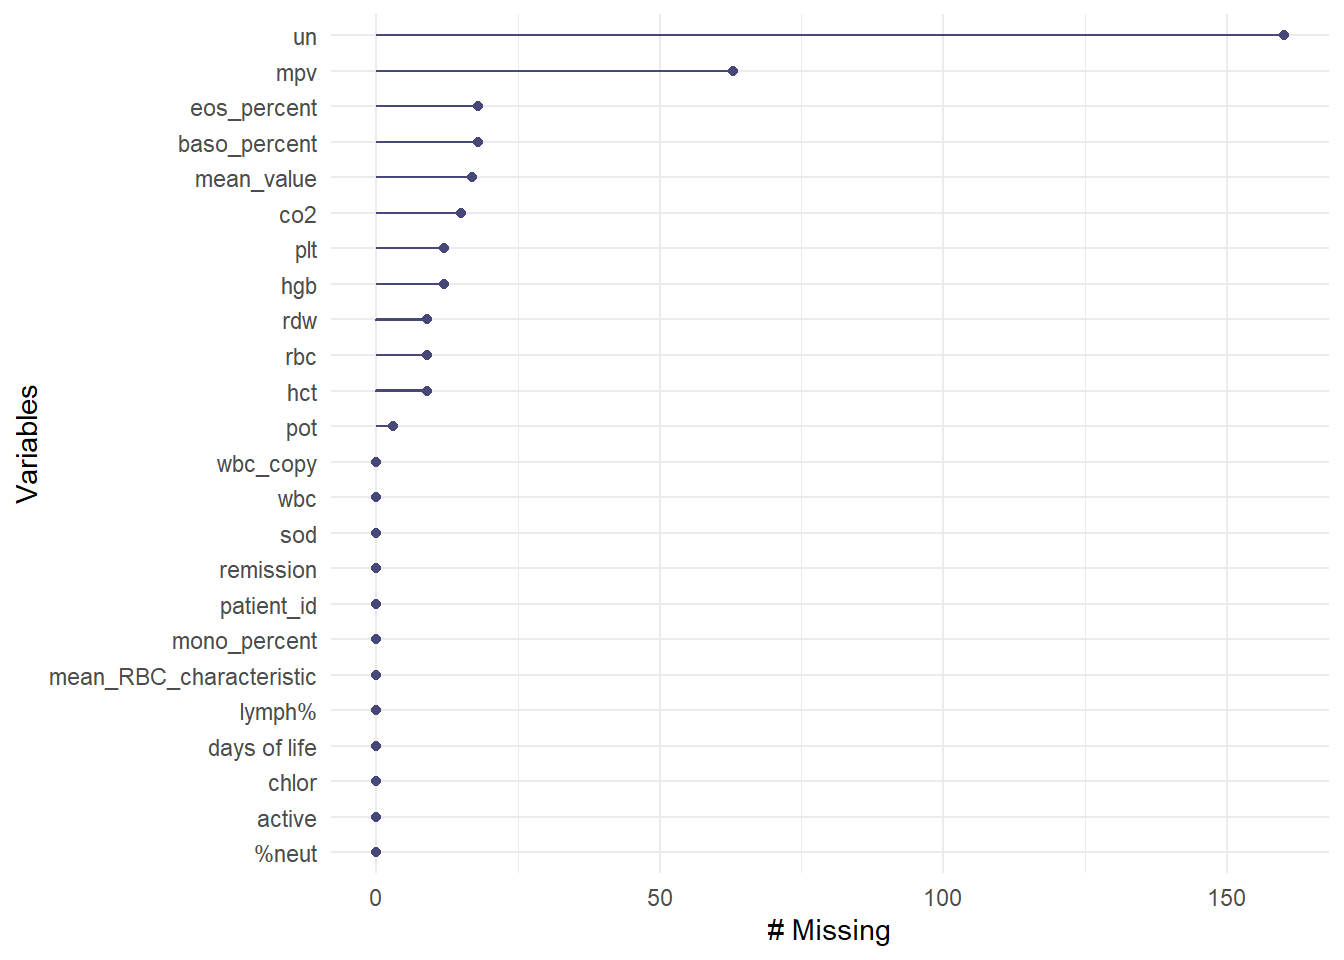 un
mpv
eos_percent
baso_percent
mean_value
co2
plt
hgb
rdw
rbc
hct
pot
wbc_copy
wbc
sod
remission
patient_id
mono_percent
mean_RBC_characteristic
lymph%
days of life
chlor
active
%neut
Variables
0 50 100 150
# Missing